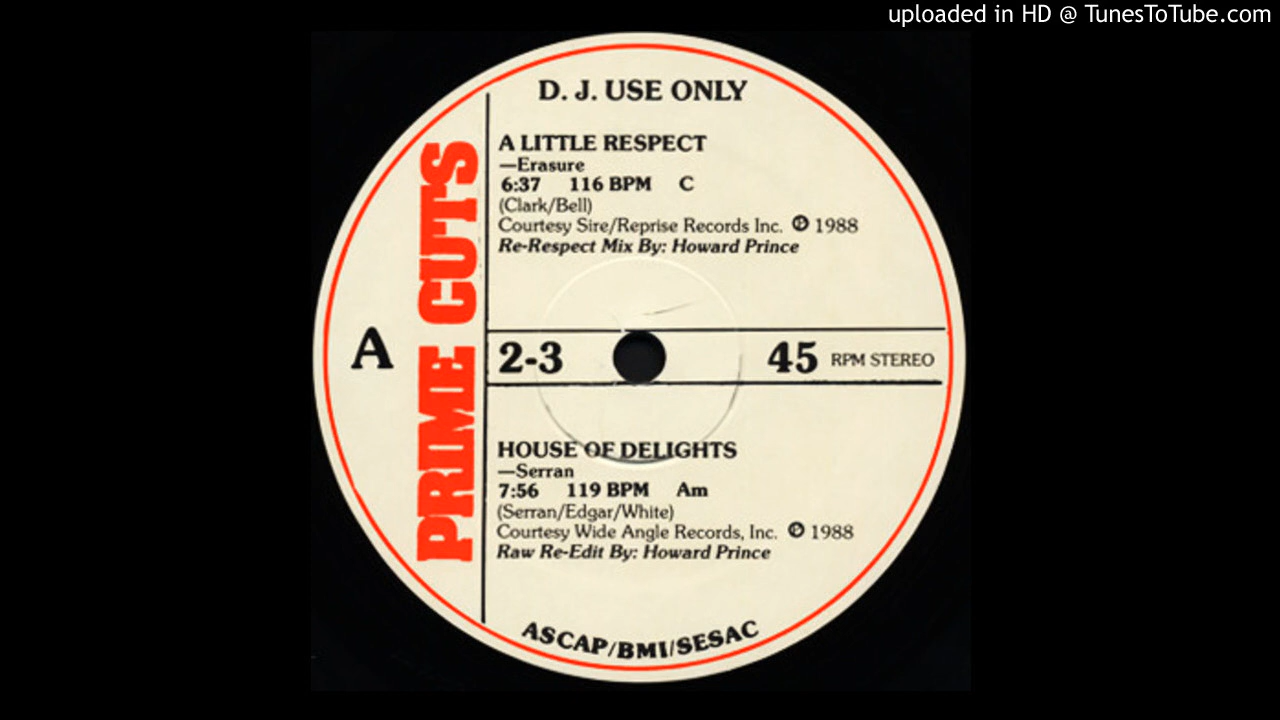 uploaded in HD @ TunesToTube.com
D. J. USE ONLY
PRIME CUTS
A LITTLE RESPECT
—Erasure
6:37 116 BPM C
(Clark/Bell)
Courtesy Sire/Reprise Records Inc. ℗ 1988
Re-Respect Mix By: Howard Prince
A
2-3
45 RPM STEREO
HOUSE OF DELIGHTS
—Serran
7:56 119 BPM Am
(Serran/Edgar/White)
Courtesy Wide Angle Records, Inc. ℗ 1988
Raw Re-Edit By: Howard Prince
ASCAP/BMI/SESAC